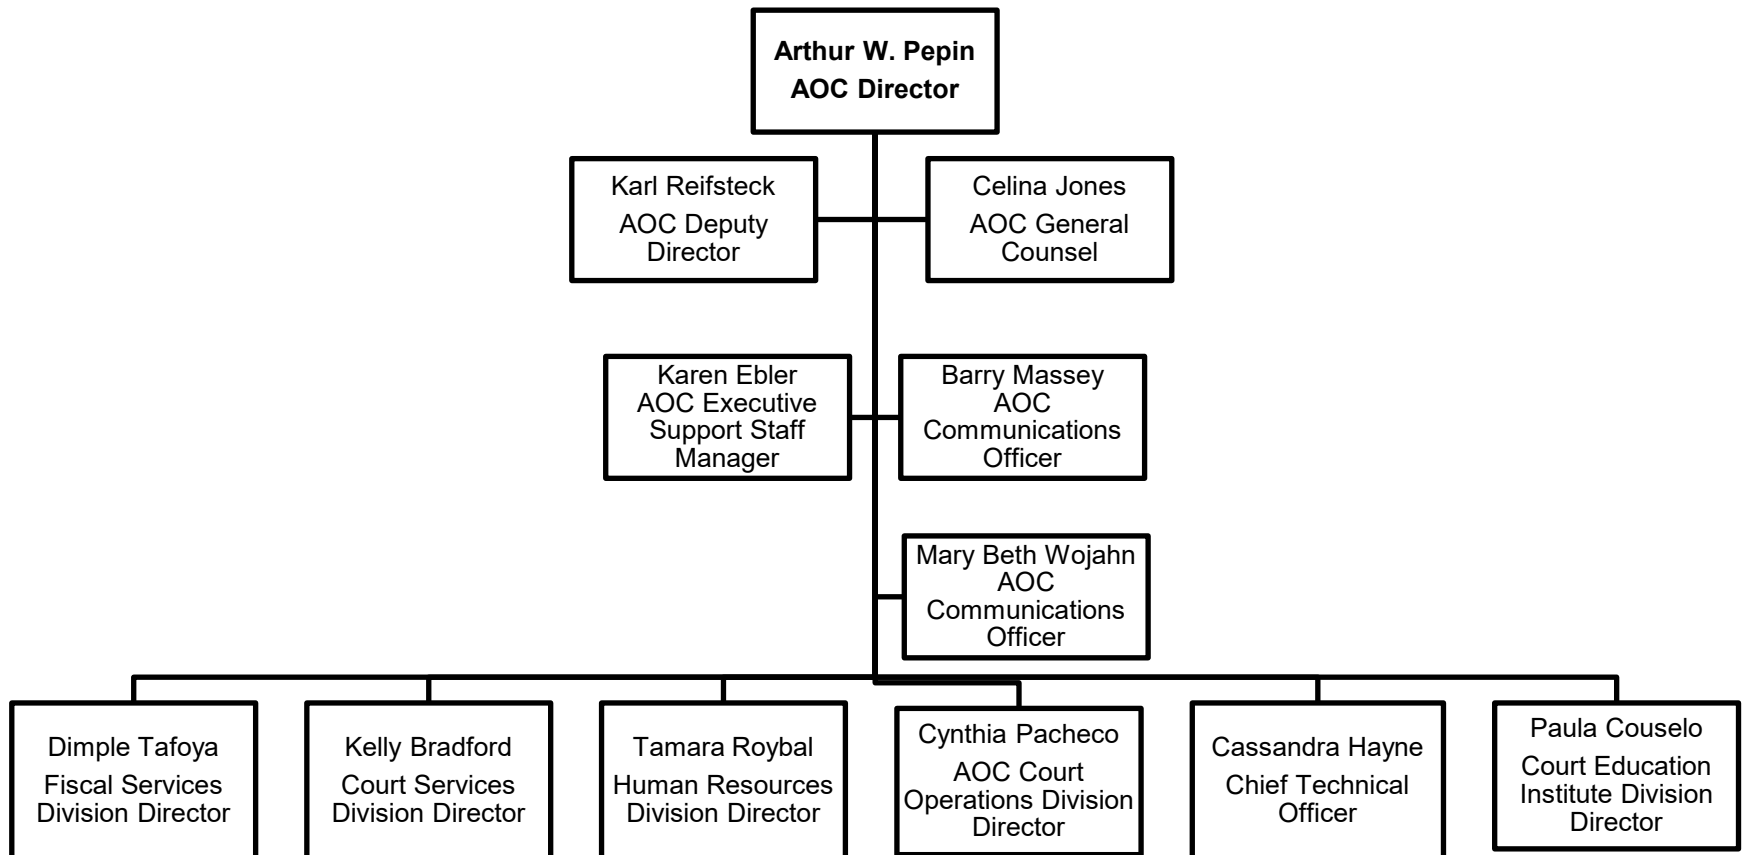 Arthur W. Pepin
AOC Director
Karl Reifsteck
AOC Deputy
Director
Celina Jones
AOC General
Counsel
Karen Ebler
AOC Executive
Support Staff
Manager
Barry Massey
AOC
Communications
Officer
Mary Beth Wojahn
AOC
Communications
Officer
Dimple Tafoya
Fiscal Services
Division Director
Kelly Bradford
Court Services
Division Director
Tamara Roybal
Human Resources
Division Director
Cynthia Pacheco
AOC Court
Operations Division
Director
Cassandra Hayne
Chief Technical
Officer
Paula Couselo
Court Education
Institute Division
Director